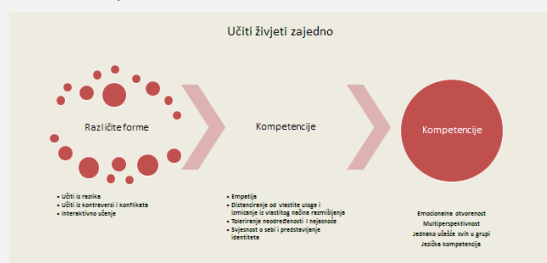 Učiti živjeti zajedno
Različite forme
• Učiti iz razlika
• Učiti iz kontraverzi i konflikata
• Interaktivno učenje
Kompetencije
• Empatija
• Distanciranje od vlastite uloge i
izmicanje iz vlastitog načina razmišljanja
• Toleriranje neodređenosti i nejasnoće
• Svjesnost o sebi i predstavljanje
identiteta
Kompetencije
Emocionalna otvorenost
Multiperspektivnost
Jednako učešće svih u grupi
Jezička kompetencija